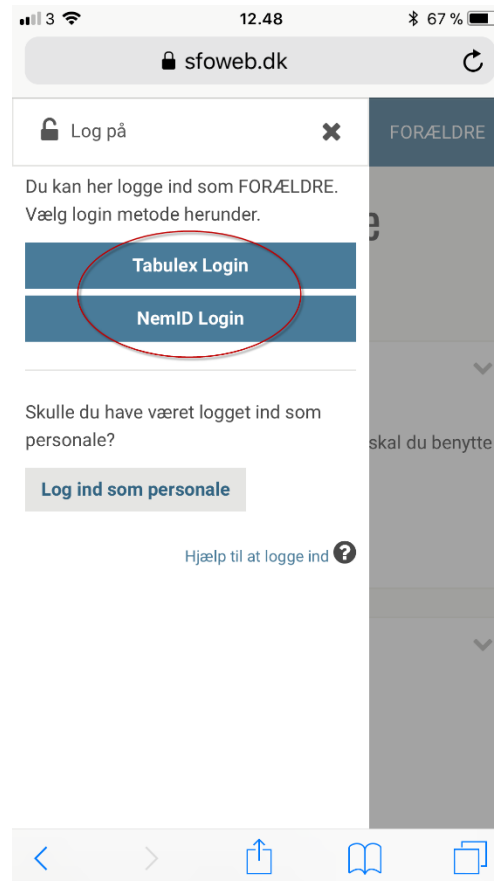 3 12.48 67 %
sfoweb.dk
Log på
FORÆLDRE
Du kan her logge ind som FORÆLDRE.
Vælg login metode herunder.
Tabulex Login
NemID Login
Skulle du have været logget ind som
personale?
skal du benytte
Log ind som personale
Hjælp til at logge ind ?